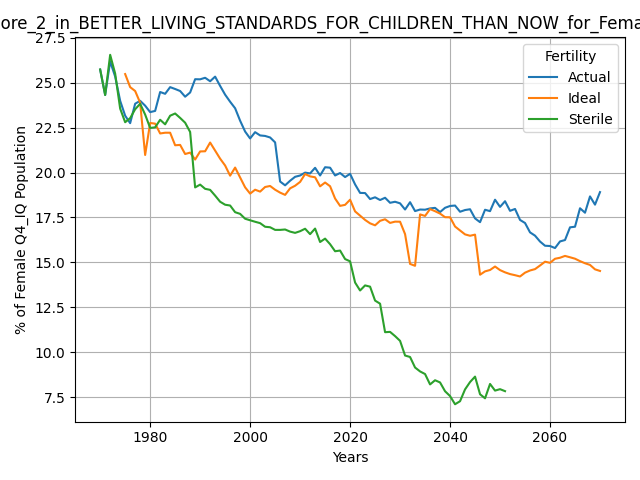 ore_2_in_BETTER_LIVING_STANDARDS_FOR_CHILDREN_THAN_NOW_for_Fema
27.5
25.0
22.5
20.0
17.5
15.0
12.5
10.0
7.5
% of Female Q4_IQ Population
Fertility
Actual
Ideal
Sterile
1980
2000
2020
2040
2060
Years